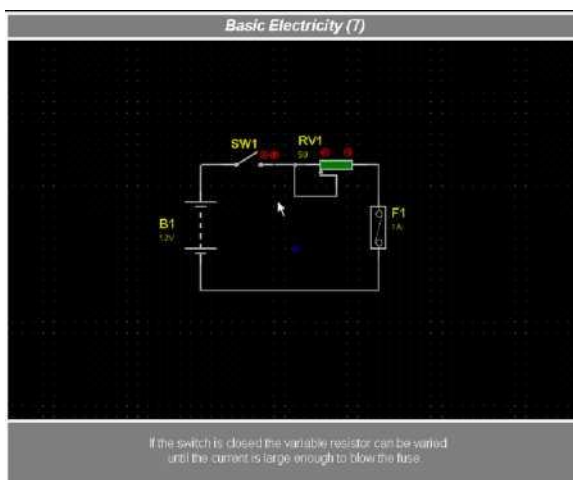 Basic Electricity (7)
SW1
RV1
50
B1
12V
F1
1A
If the switch is closed the variable resistor can be varied
until the current is large enough to blow the fuse.